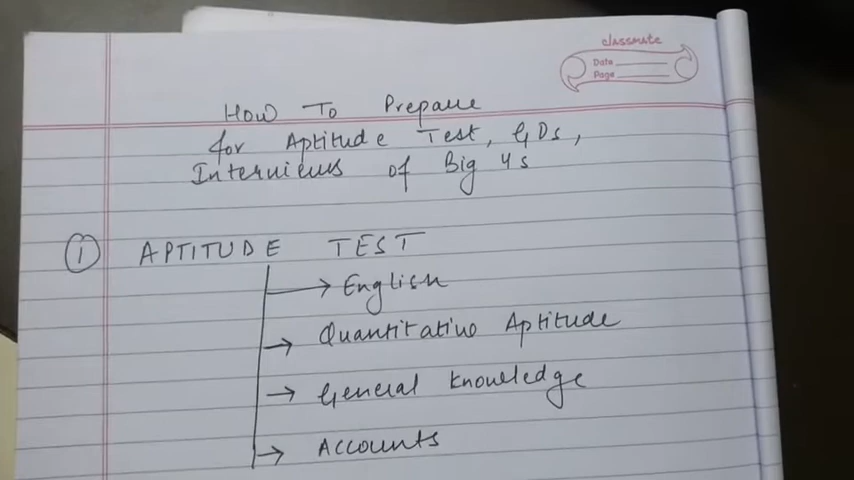 classmate
Date
Page
How To Prepare
for Aptitude Test, GDs,
Interviews of Big 4s
1 APTITUDE TEST
→ English
→ Quantitative Aptitude
→ General Knowledge
→ Accounts